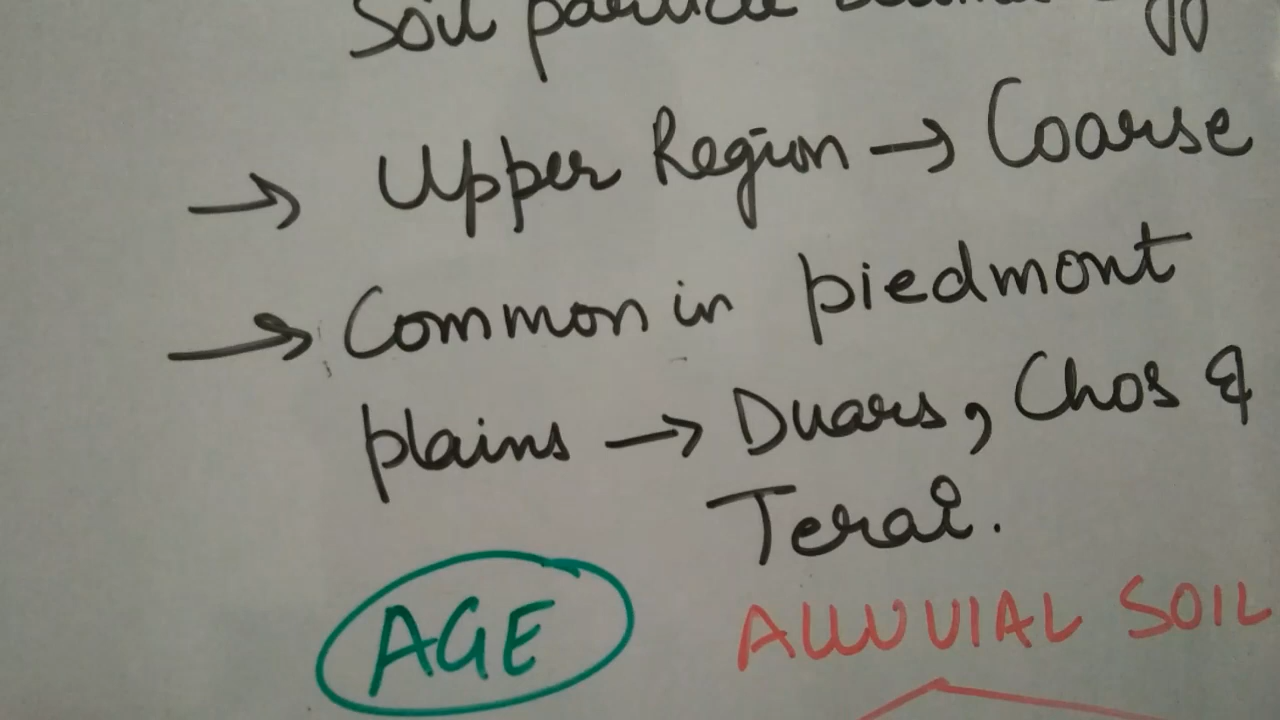 Soil particle
→ Upper Region → Coarse
→ Common in piedmont
plains → Duars, Chos &
Terai.
AGE ALLUVIAL SOIL